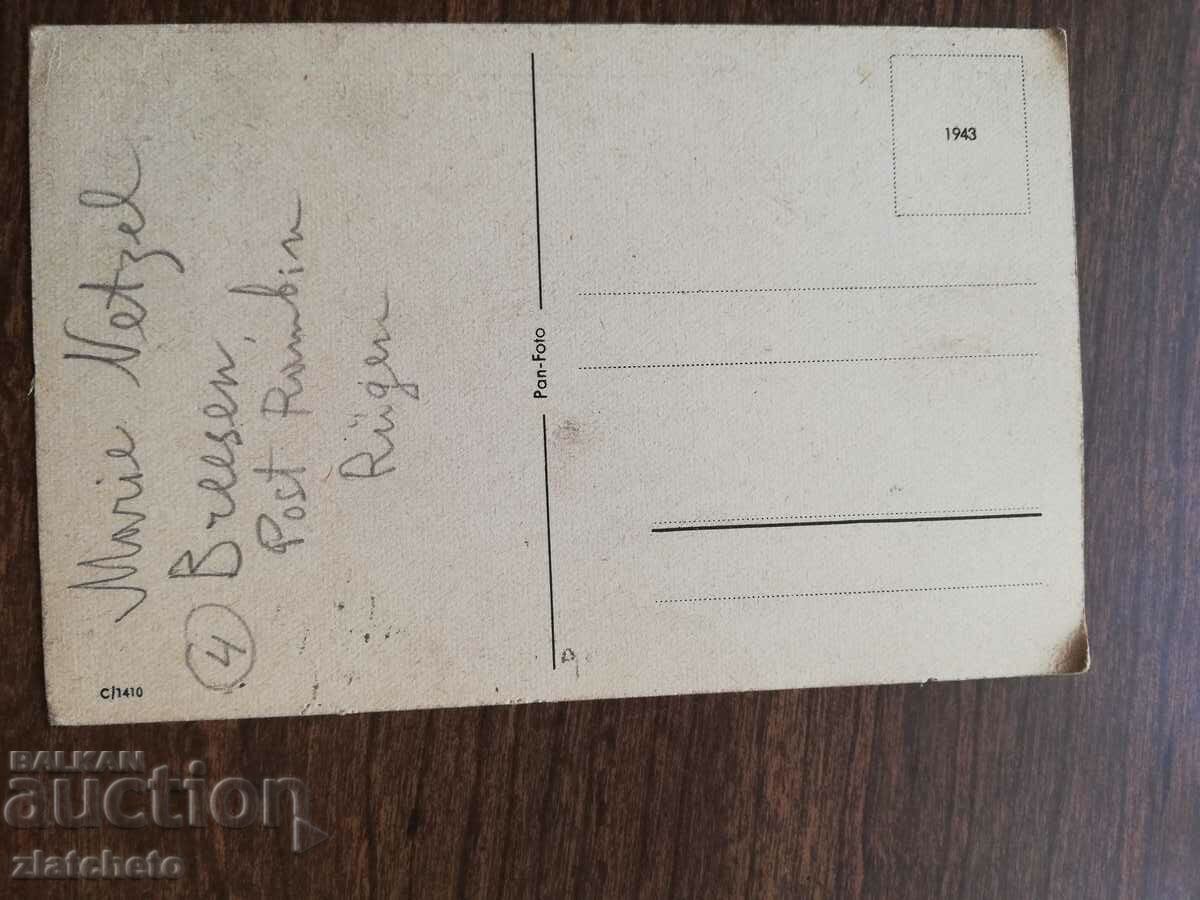 Marie Netzel,
④ Breesen,
Post Rambin
Rügen
C/1410
Pan-Foto
1943
BALKAN
auction
zlatcheto